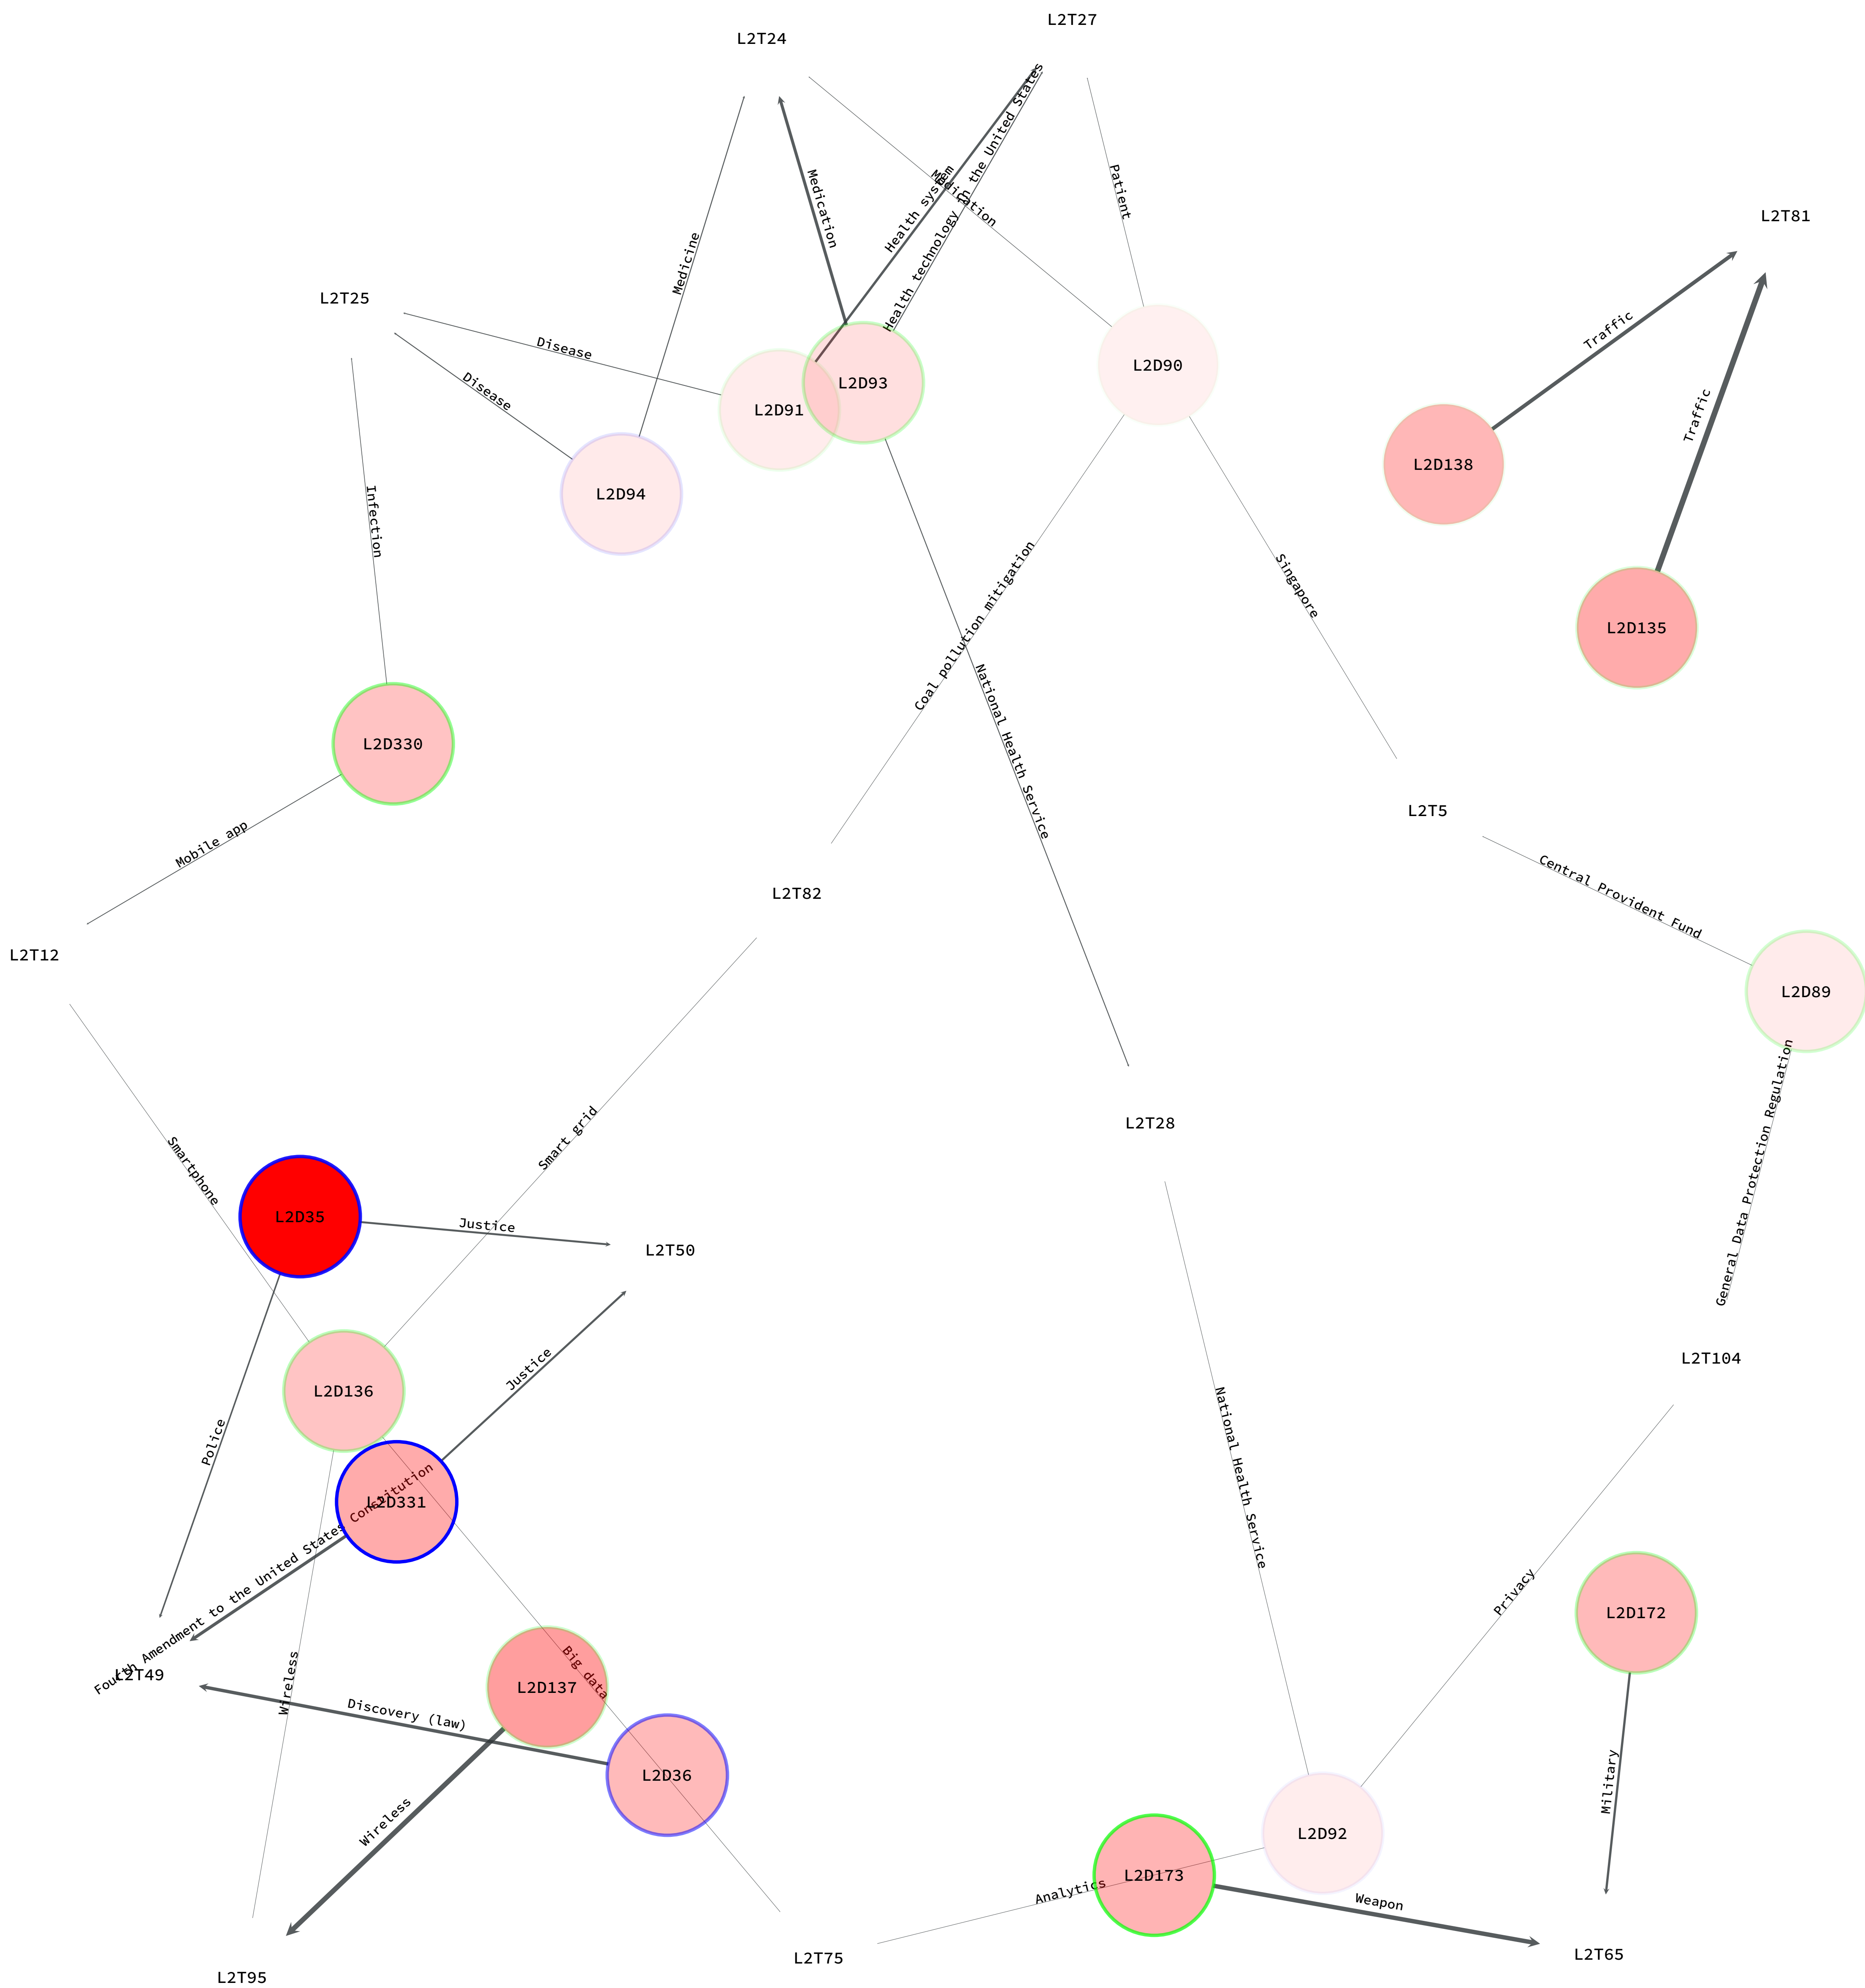 L2T27
L2T24
Health technology in the United States
Health system
Medication
Medication
Patient
L2T81
Medicine
L2T25
Traffic
Disease
Disease
L2D90
L2D93
L2D91
Traffic
L2D138
L2D94
Infection
Singapore
Coal pollution mitigation
L2D135
L2D330
National Health Service
L2T5
Mobile app
L2T82
Central Provident Fund
L2T12
L2D89
L2T28
Smart grid
General Data Protection Regulation
Smartphone
L2D35
Justice
L2T50
L2T104
Justice
L2D136
Police
National Health Service
L2D331
Fourth Amendment to the United States Constitution
Privacy
L2D172
L2T49
Wireless
Big data
L2D137
Discovery (law)
L2D36
Military
Wireless
L2D92
L2D173
Analytics
Weapon
L2T65
L2T75
L2T95